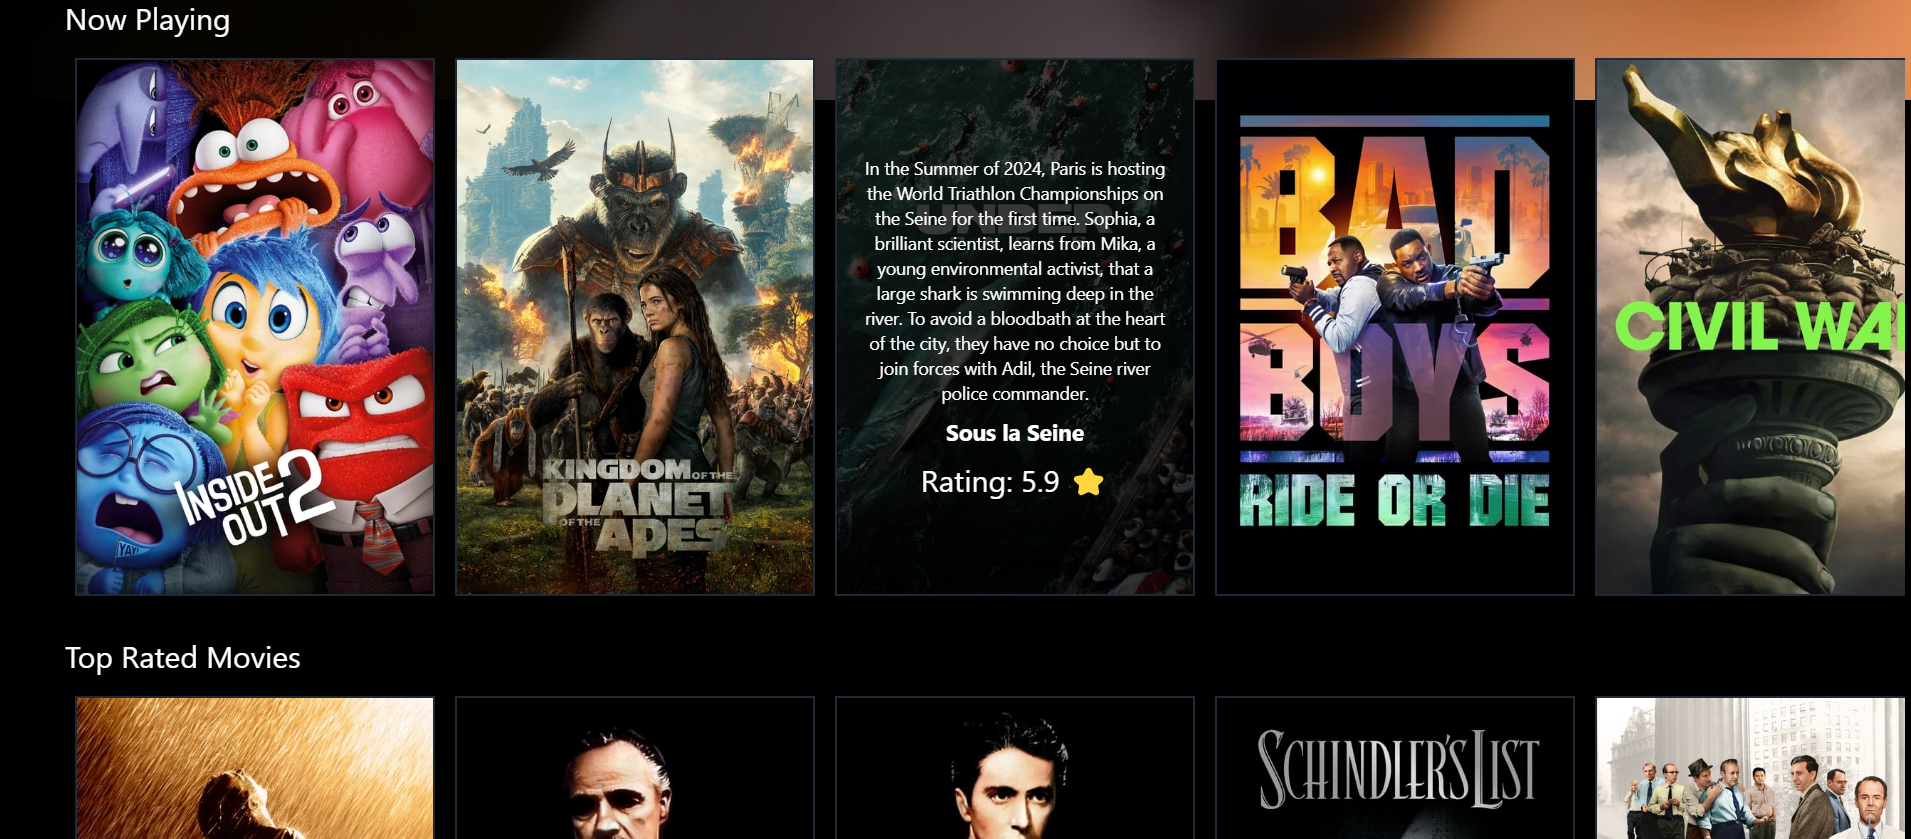 Now Playing
YAY!
INSIDE
OUT 2
KINGDOM OF THE
PLANET
OF THE APES
In the Summer of 2024, Paris is hosting
the World Triathlon Championships on
the Seine for the first time. Sophia, a
brilliant scientist, learns from Mika, a
young environmental activist, that a
large shark is swimming deep in the
river. To avoid a bloodbath at the heart
of the city, they have no choice but to
join forces with Adil, the Seine river
police commander.
UNDER
Sous la Seine
Rating: 5.9
BAD
BOYS
RIDE OR DIE
CIVIL WA
Top Rated Movies
SCHINDLER'S LIST